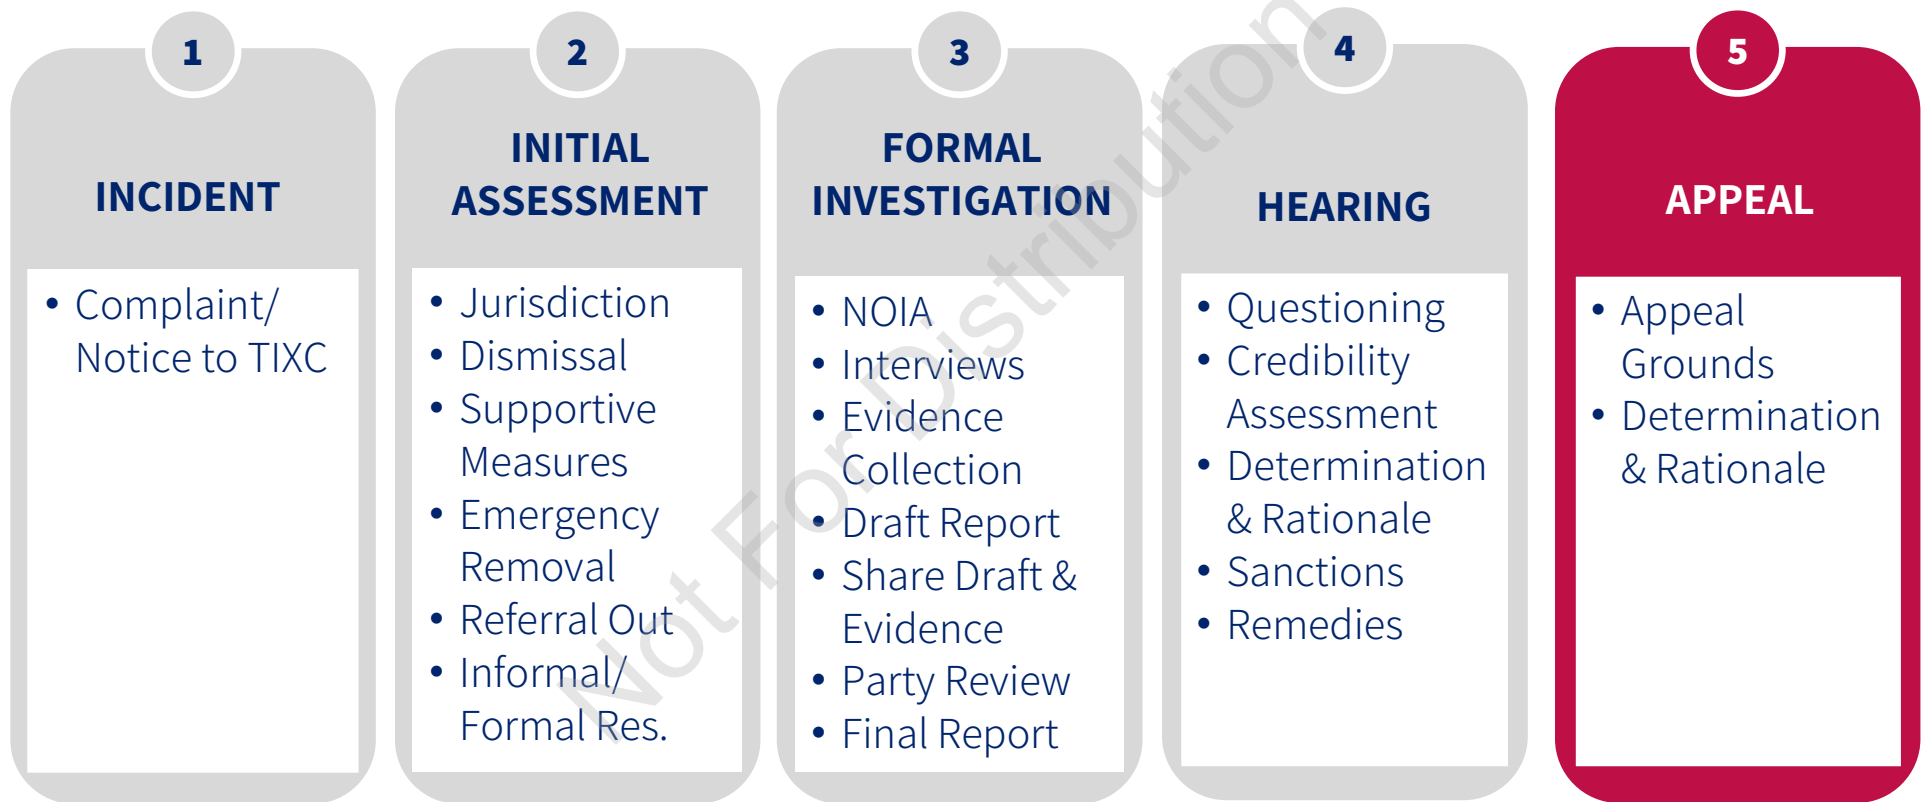 1
INCIDENT
• Complaint/
Notice to TIXC
2
INITIAL
ASSESSMENT
• Jurisdiction
• Dismissal
• Supportive
Measures
• Emergency
Removal
• Referral Out
• Informal/
Formal Res.
3
FORMAL
INVESTIGATION
• NOIA
• Interviews
• Evidence
Collection
• Draft Report
• Share Draft &
Evidence
• Party Review
• Final Report
4
HEARING
• Questioning
• Credibility
Assessment
• Determination
& Rationale
• Sanctions
• Remedies
5
APPEAL
• Appeal
Grounds
• Determination
& Rationale
Not For Distribution